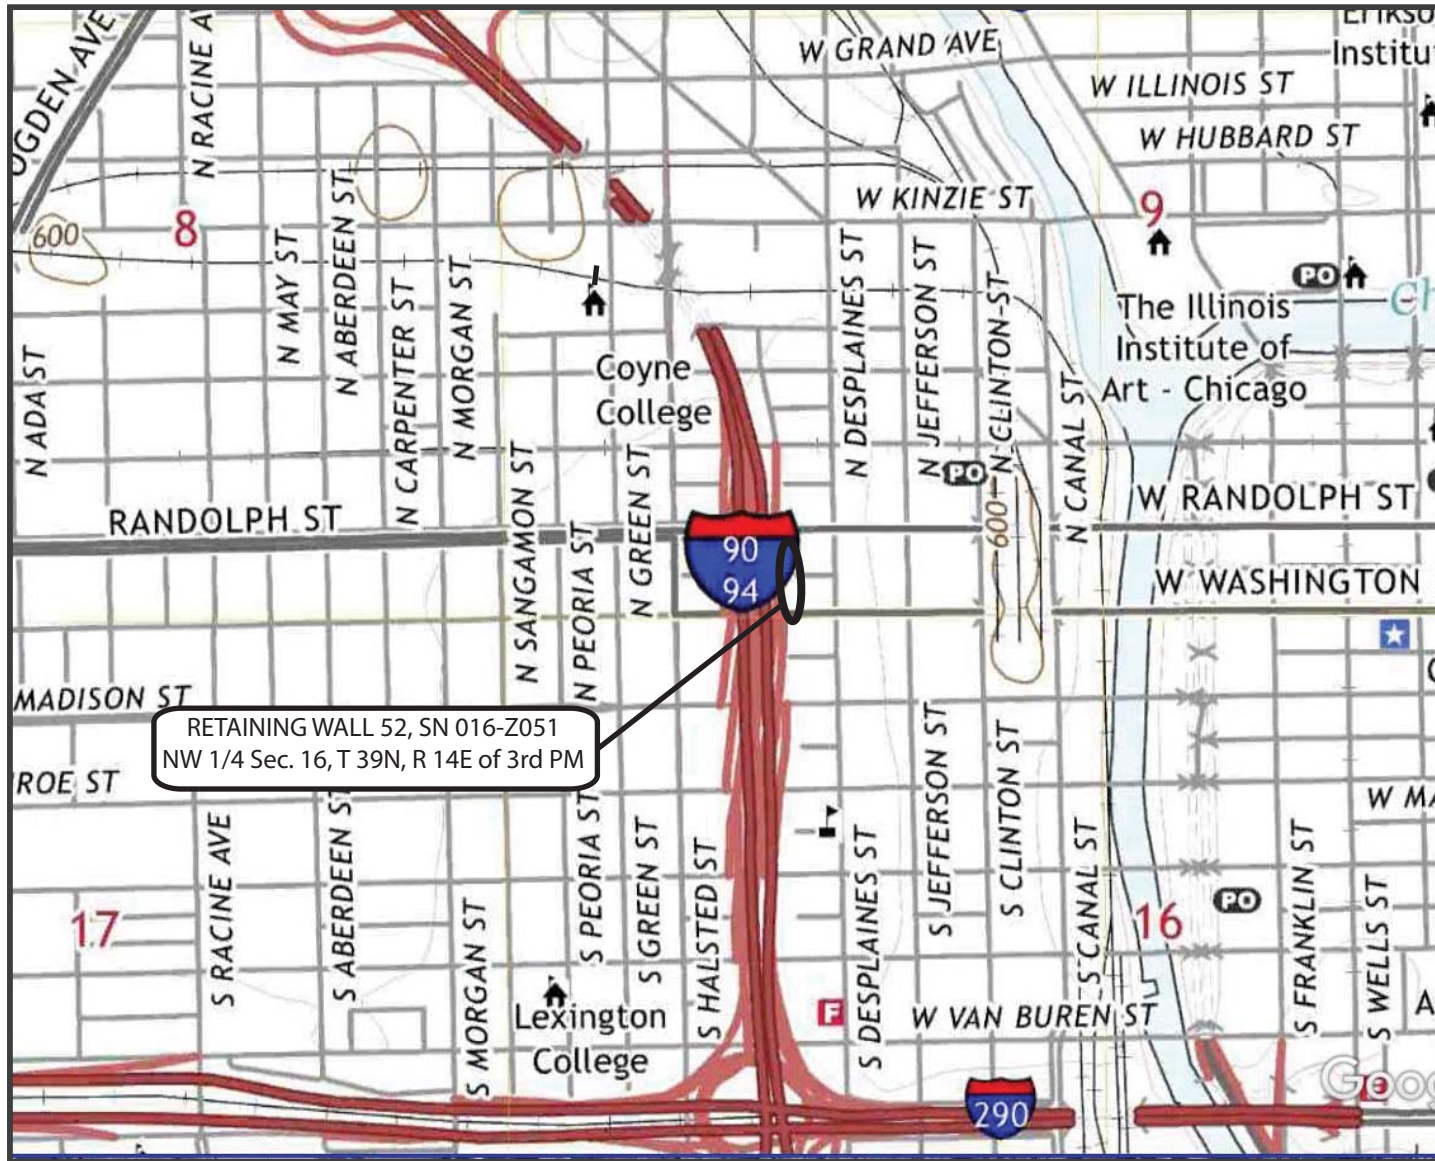 Institu
W GRAND AVE
OGDEN AVE
N RACINE A
W ILLINOIS ST
W HUBBARD ST
W KINZIE ST
8
9
600
N MAY ST
N ABERDEEN ST
N CARPENTER ST
N MORGAN ST
N DESPLAINES ST
N JEFFERSON ST
N CLINTON ST
PO
Ch
The Illinois
Institute of
Art - Chicago
N ADA ST
Coyne
College
N CANAL ST
N SANGAMON ST
N GREEN ST
N PEORIA ST
PO
600
RANDOLPH ST
W RANDOLPH ST
90
94
W WASHINGTON
MADISON ST
RETAINING WALL 52, SN 016-Z051
NW 1/4 Sec. 16, T 39N, R 14E of 3rd PM
ROE ST
W MA
S RACINE AVE
S ABERDEEN ST
S PEORIA ST
S GREEN ST
S HALSTED ST
S DESPLAINES ST
S JEFFERSON ST
S CLINTON ST
S CANAL ST
S FRANKLIN ST
S WELLS ST
17
16
PO
S MORGAN ST
Lexington
College
F
W VAN BUREN ST
A
290
Goog